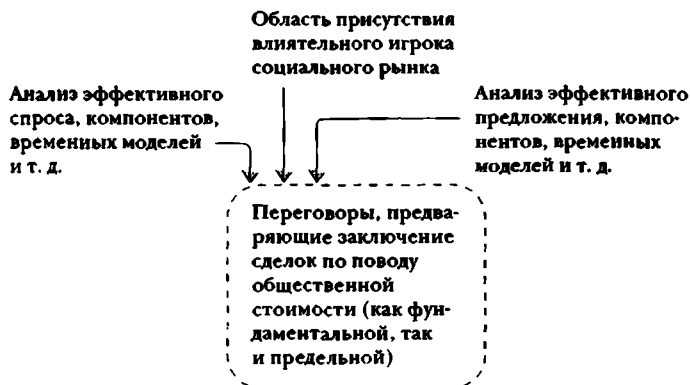 Область присутствия
влиятельного игрока
социального рынка
Анализ эффективного
спроса, компонентов,
временных моделей
и т. д.
Анализ эффективного
предложения, компо-
нентов, временных
моделей и т. д.
Переговоры, предва-
ряющие заключение
сделок по поводу
общественной
стоимости (как фун-
даментальной, так
и предельной)